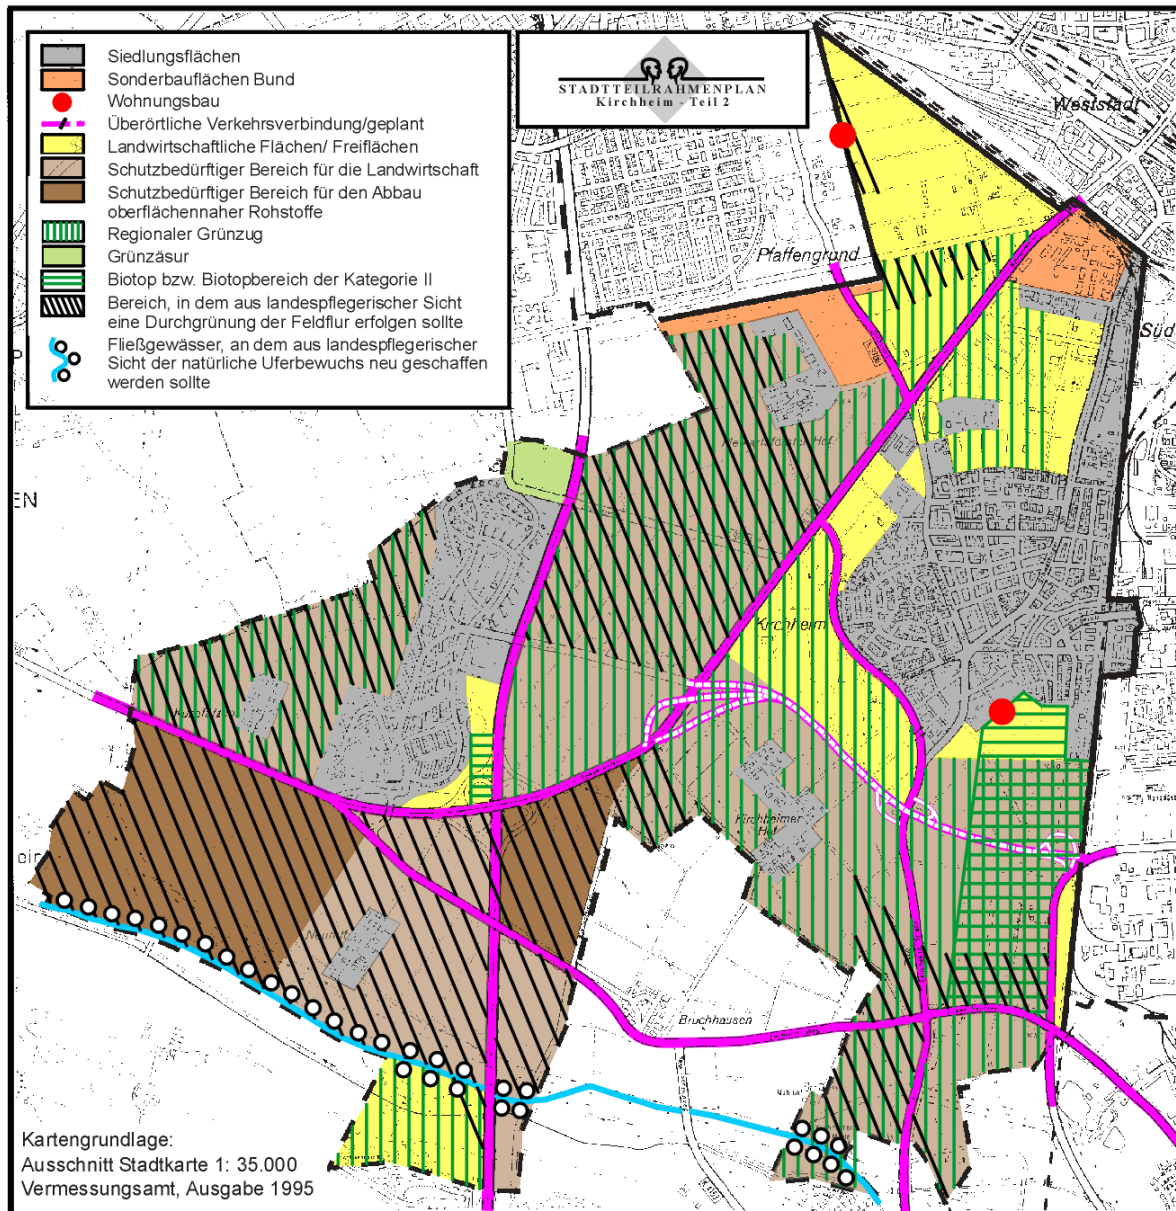 Siedlungsflächen
Sonderbauflächen Bund
Wohnungsbau
Überörtliche Verkehrsverbindung/geplant
Landwirtschaftliche Flächen/ Freiflächen
Schutzbedürftiger Bereich für die Landwirtschaft
Schutzbedürftiger Bereich für den Abbau
oberflächennaher Rohstoffe
Regionaler Grünzug
Grünzäsur
Biotop bzw. Biotopbereich der Kategorie II
Bereich, in dem aus landespflegerischer Sicht
eine Durchgrünung der Feldflur erfolgen sollte
Fließgewässer, an dem aus landespflegerischer
Sicht der natürliche Uferbewuchs neu geschaffen
werden sollte
STADTTEILRAHMENPLAN
Kirchheim - Teil 2
Weststadt
Pfaffengrund
Süd
EN
Kirchheim
Kirchheimer
Hof
Bruchhausen
Kartengrundlage:
Ausschnitt Stadtkarte 1: 35.000
Vermessungsamt, Ausgabe 1995